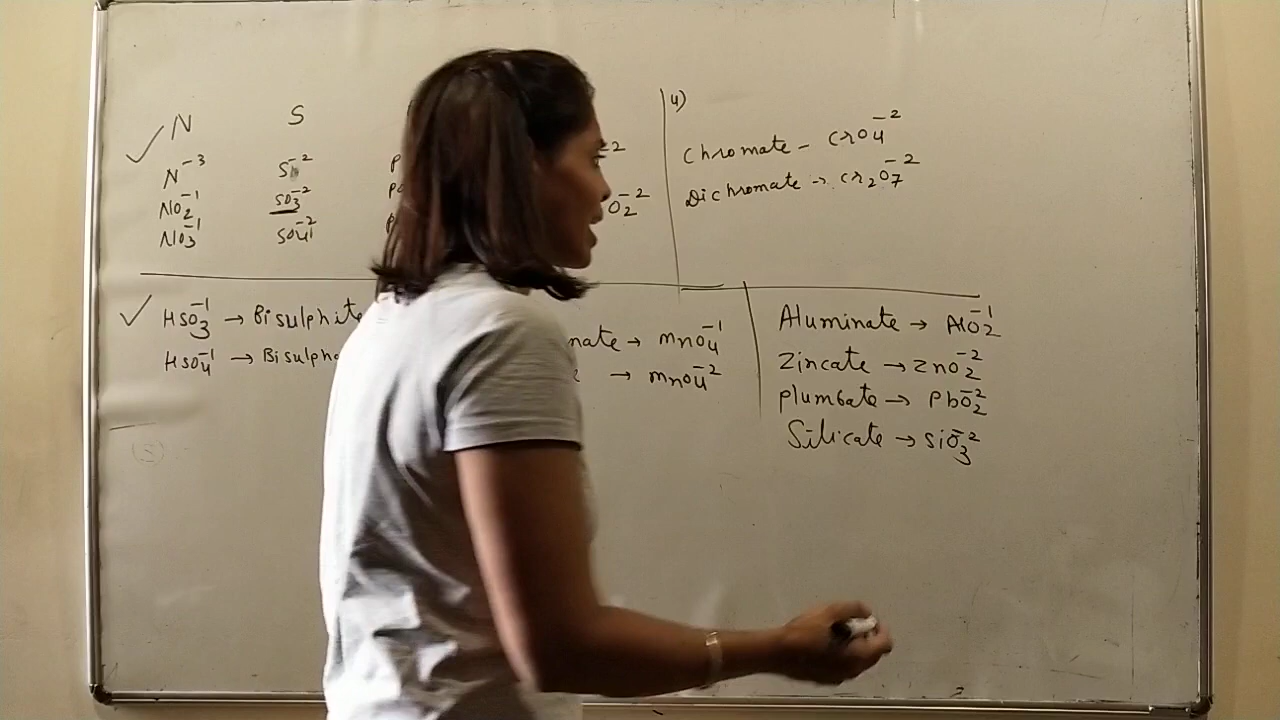 N S
N⁻³ S⁻²
NO₂⁻¹ SO₃⁻² O₂⁻²
NO₃⁻¹ SO₄⁻²
4)
Chromate - CrO₄⁻²
Dichromate → Cr₂O₇⁻²
HSO₃⁻¹ → Bisulphite
HSO₄⁻¹ →
→ MnO₄⁻¹
→ MnO₄⁻²
Aluminate → AlO₂⁻¹
Zincate → ZnO₂⁻²
Plumbate → PbO₂⁻²
Silicate → SiO₃⁻²
(5)